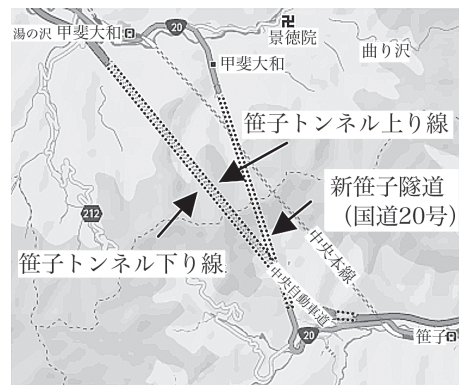 湯の沢
甲斐大和
20
卍
景徳院
曲り沢
甲斐大和
笹子トンネル上り線
新笹子隧道
（国道20号）
212
中央本線
笹子トンネル下り線
中央自動車道
20
笹子